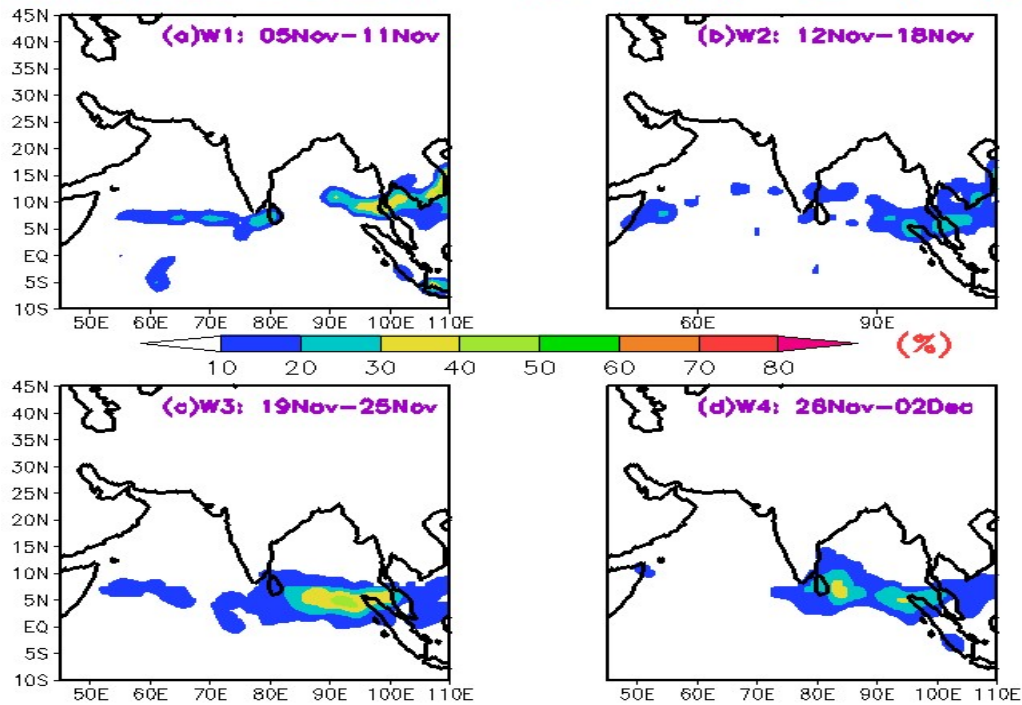 (a)W1: 05Nov-11Nov
(b)W2: 12Nov-18Nov
45N
40N
35N
30N
25N
20N
15N
10N
5N
EQ
5S
10S
50E 60E 70E 80E 90E 100E 110E
60E 90E
10 20 30 40 50 60 70 80
(%)
(c)W3: 19Nov-25Nov
(d)W4: 26Nov-02Dec
45N
40N
35N
30N
25N
20N
15N
10N
5N
EQ
5S
10S
50E 60E 70E 80E 90E 100E 110E
50E 60E 70E 80E 90E 100E 110E